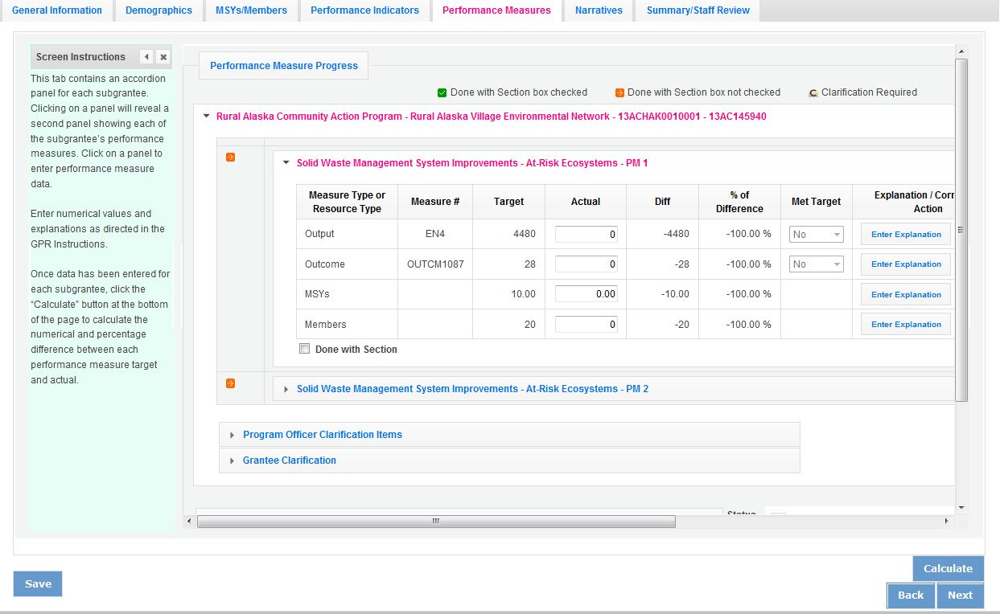 General Information
Demographics
MSYs/Members
Performance Indicators
Performance Measures
Narratives
Summary/Staff Review
Screen Instructions
This tab contains an accordion
panel for each subgrantee.
Clicking on a panel will reveal a
second panel showing each of
the subgrantee's performance
measures. Click on a panel to
enter performance measure
data.
Enter numerical values and
explanations as directed in the
GPR Instructions.
Once data has been entered for
each subgrantee, click the
“Calculate” button at the bottom
of the page to calculate the
numerical and percentage
difference between each
performance measure target
and actual.
Performance Measure Progress
Done with Section box checked
Done with Section box not checked
C Clarification Required
Rural Alaska Community Action Program - Rural Alaska Village Environmental Network - 13ACHAK0010001 - 13AC145940
Solid Waste Management System Improvements - At-Risk Ecosystems - PM 1
Measure Type or Resource Type Measure # Target Actual Diff % of Difference Met Target Explanation / Corr Action
Output EN4 4480 0 -4480 -100.00 % No Enter Explanation
Outcome OUTCM1087 28 0 -28 -100.00 % No Enter Explanation
MSYs 10.00 0.00 -10.00 -100.00 % Enter Explanation
Members 20 0 -20 -100.00 % Enter Explanation
Done with Section
Solid Waste Management System Improvements - At-Risk Ecosystems - PM 2
Program Officer Clarification Items
Grantee Clarification
Status
Save
Calculate
Back
Next